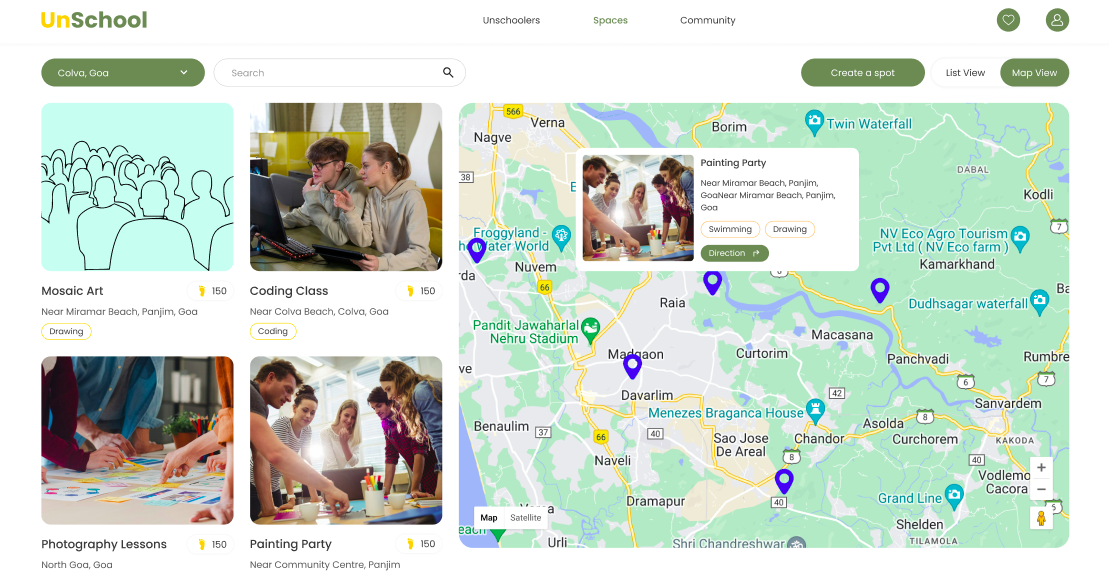 UnSchool
Unschoolers
Spaces
Community
Colva, Goa
Search
Create a spot
List View
Map View
Mosaic Art
150
Near Miramar Beach, Panjim, Goa
Drawing
Coding Class
150
Near Colva Beach, Colva, Goa
Coding
Photography Lessons
150
North Goa, Goa
Painting Party
150
Near Community Centre, Panjim
566
Verna
Nagve
Borim
Twin Waterfall
DABAL
38
Kodli
7
Painting Party
Near Miramar Beach, Panjim,
GoaNear Miramar Beach, Panjim,
Goa
Swimming
Drawing
Direction
Froggyland -
Water World
NV Eco Agro Tourism
Pvt Ltd ( NV Eco farm )
Kamarkhand
Nuvem
66
Raia
Dudhsagar waterfall
Pandit Jawaharlal
Nehru Stadium
Macasana
Madgaon
Curtorim
Panchvadi
Rumbre
6
7
Davarlim
42
Sanvardem
Menezes Braganca House
8
Asolda
Benaulim
37
66
40
Sao Jose
De Areal
Chandor
Curchorem
KAKODA
Naveli
8
40
Vodlemo
Cacora
Dramapur
40
Grand Line
5
Map
Satellite
Shelden
Urli
Shri Chandreshwar
TILAMOLA